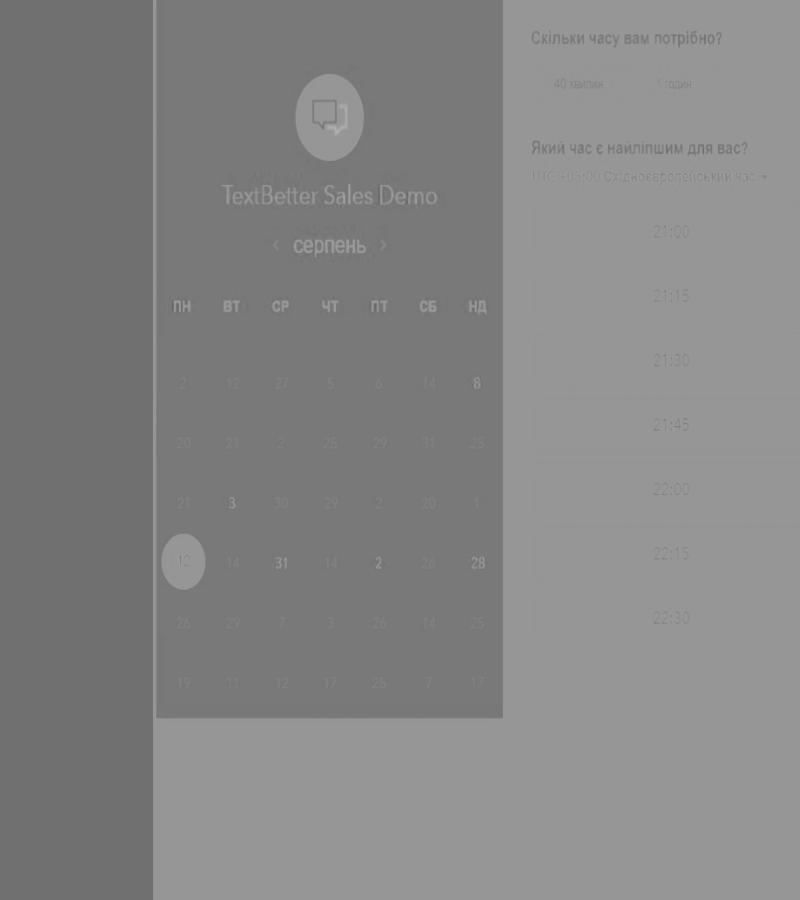 TextBetter Sales Demo
‹ серпень ›
ПН ВТ СР ЧТ ПТ СБ НД
2 12 27 5 6 14 8
20 21 2 25 29 31 25
21 3 30 29 2 20 1
12 14 31 14 2 26 28
26 29 7 3 26 14 25
19 11 12 17 25 7 17
Скільки часу вам потрібно?
40 хвилин 1 годин
Який час є найліпшим для вас?
UTC +03:00 Східноєвропейський час
21:00
21:15
21:30
21:45
22:00
22:15
22:30